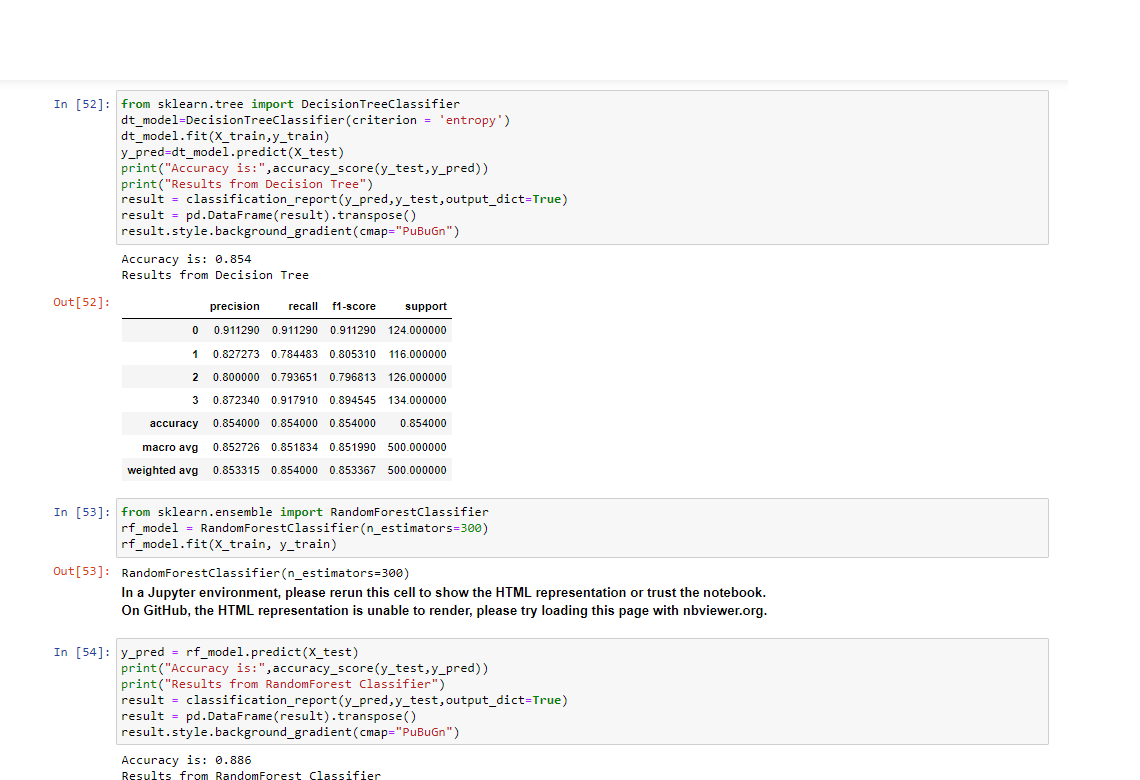 In [52]: from sklearn.tree import DecisionTreeClassifier
dt_model=DecisionTreeClassifier(criterion = 'entropy')
dt_model.fit(X_train,y_train)
y_pred=dt_model.predict(X_test)
print("Accuracy is:",accuracy_score(y_test,y_pred))
print("Results from Decision Tree")
result = classification_report(y_pred,y_test,output_dict=True)
result = pd.DataFrame(result).transpose()
result.style.background_gradient(cmap="PuBuGn")
Accuracy is: 0.854
Results from Decision Tree
Out[52]:
precision recall f1-score support
0 0.911290 0.911290 0.911290 124.000000
1 0.827273 0.784483 0.805310 116.000000
2 0.800000 0.793651 0.796813 126.000000
3 0.872340 0.917910 0.894545 134.000000
accuracy 0.854000 0.854000 0.854000 0.854000
macro avg 0.852726 0.851834 0.851990 500.000000
weighted avg 0.853315 0.854000 0.853367 500.000000
In [53]: from sklearn.ensemble import RandomForestClassifier
rf_model = RandomForestClassifier(n_estimators=300)
rf_model.fit(X_train, y_train)
Out[53]: RandomForestClassifier(n_estimators=300)
In a Jupyter environment, please rerun this cell to show the HTML representation or trust the notebook.
On GitHub, the HTML representation is unable to render, please try loading this page with nbviewer.org.
In [54]: y_pred = rf_model.predict(X_test)
print("Accuracy is:",accuracy_score(y_test,y_pred))
print("Results from RandomForest Classifier")
result = classification_report(y_pred,y_test,output_dict=True)
result = pd.DataFrame(result).transpose()
result.style.background_gradient(cmap="PuBuGn")
Accuracy is: 0.886
Results from RandomForest Classifier